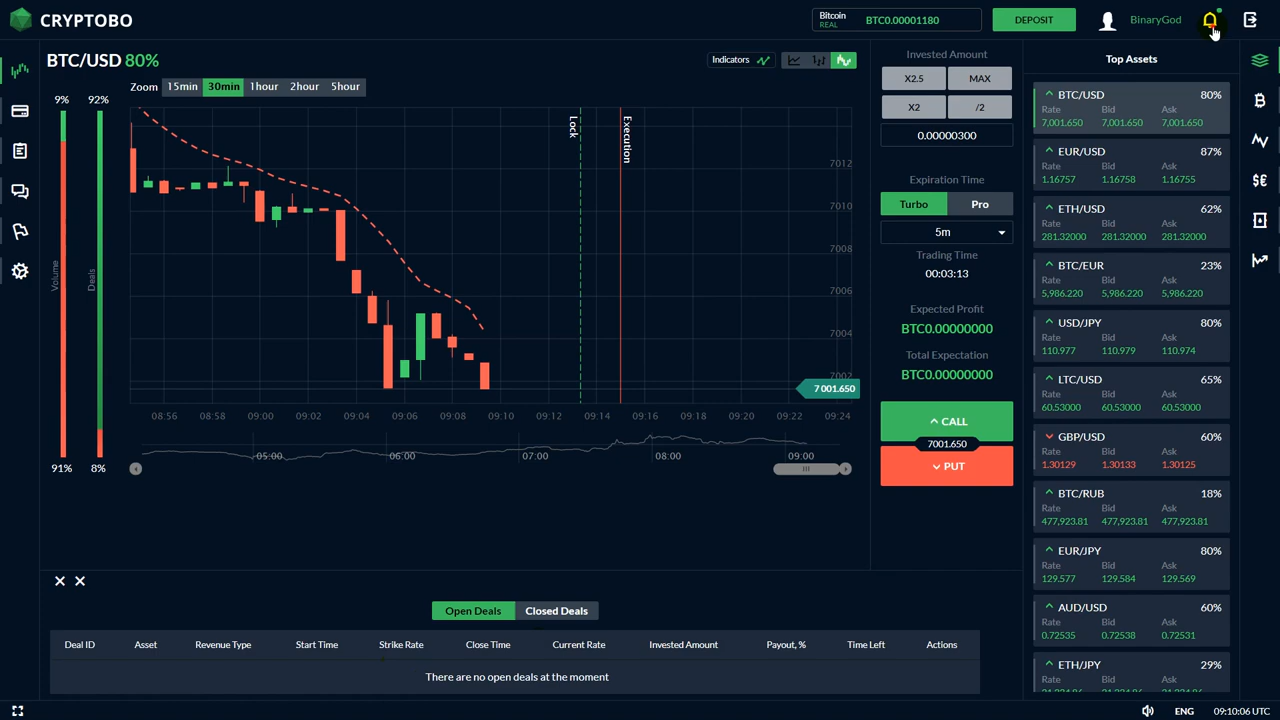 CRYPTOBO
Bitcoin
REAL
BTC0.00001180
DEPOSIT
BinaryGod
BTC/USD 80%
Indicators
Zoom 15min 30min 1hour 2hour 5hour
9% 92%
Volume
Deals
91% 8%
Lock
Execution
7012
7010
7008
7006
7004
7002
7 001.650
08:56 08:58 09:00 09:02 09:04 09:06 09:08 09:10 09:12 09:14 09:16 09:18 09:20 09:22 09:24
05:00 06:00 07:00 08:00 09:00
Invested Amount
X2.5 MAX
X2 /2
0.00000300
Expiration Time
Turbo Pro
5m
Trading Time
00:03:13
Expected Profit
BTC0.00000000
Total Expectation
BTC0.00000000
CALL
7001.650
PUT
Top Assets
BTC/USD 80%
Rate Bid Ask
7,001.650 7,001.650 7,001.650
EUR/USD 87%
Rate Bid Ask
1.16757 1.16758 1.16755
ETH/USD 62%
Rate Bid Ask
281.32000 281.32000 281.32000
BTC/EUR 23%
Rate Bid Ask
5,986.220 5,986.220 5,986.220
USD/JPY 80%
Rate Bid Ask
110.977 110.979 110.974
LTC/USD 65%
Rate Bid Ask
60.53000 60.53000 60.53000
GBP/USD 60%
Rate Bid Ask
1.30129 1.30133 1.30125
BTC/RUB 18%
Rate Bid Ask
477,923.81 477,923.81 477,923.81
EUR/JPY 80%
Rate Bid Ask
129.577 129.584 129.569
AUD/USD 60%
Rate Bid Ask
0.72535 0.72538 0.72531
ETH/JPY 29%
Rate Bid Ask
Open Deals Closed Deals
Deal ID Asset Revenue Type Start Time Strike Rate Close Time Current Rate Invested Amount Payout, % Time Left Actions
There are no open deals at the moment
ENG 09:10:06 UTC